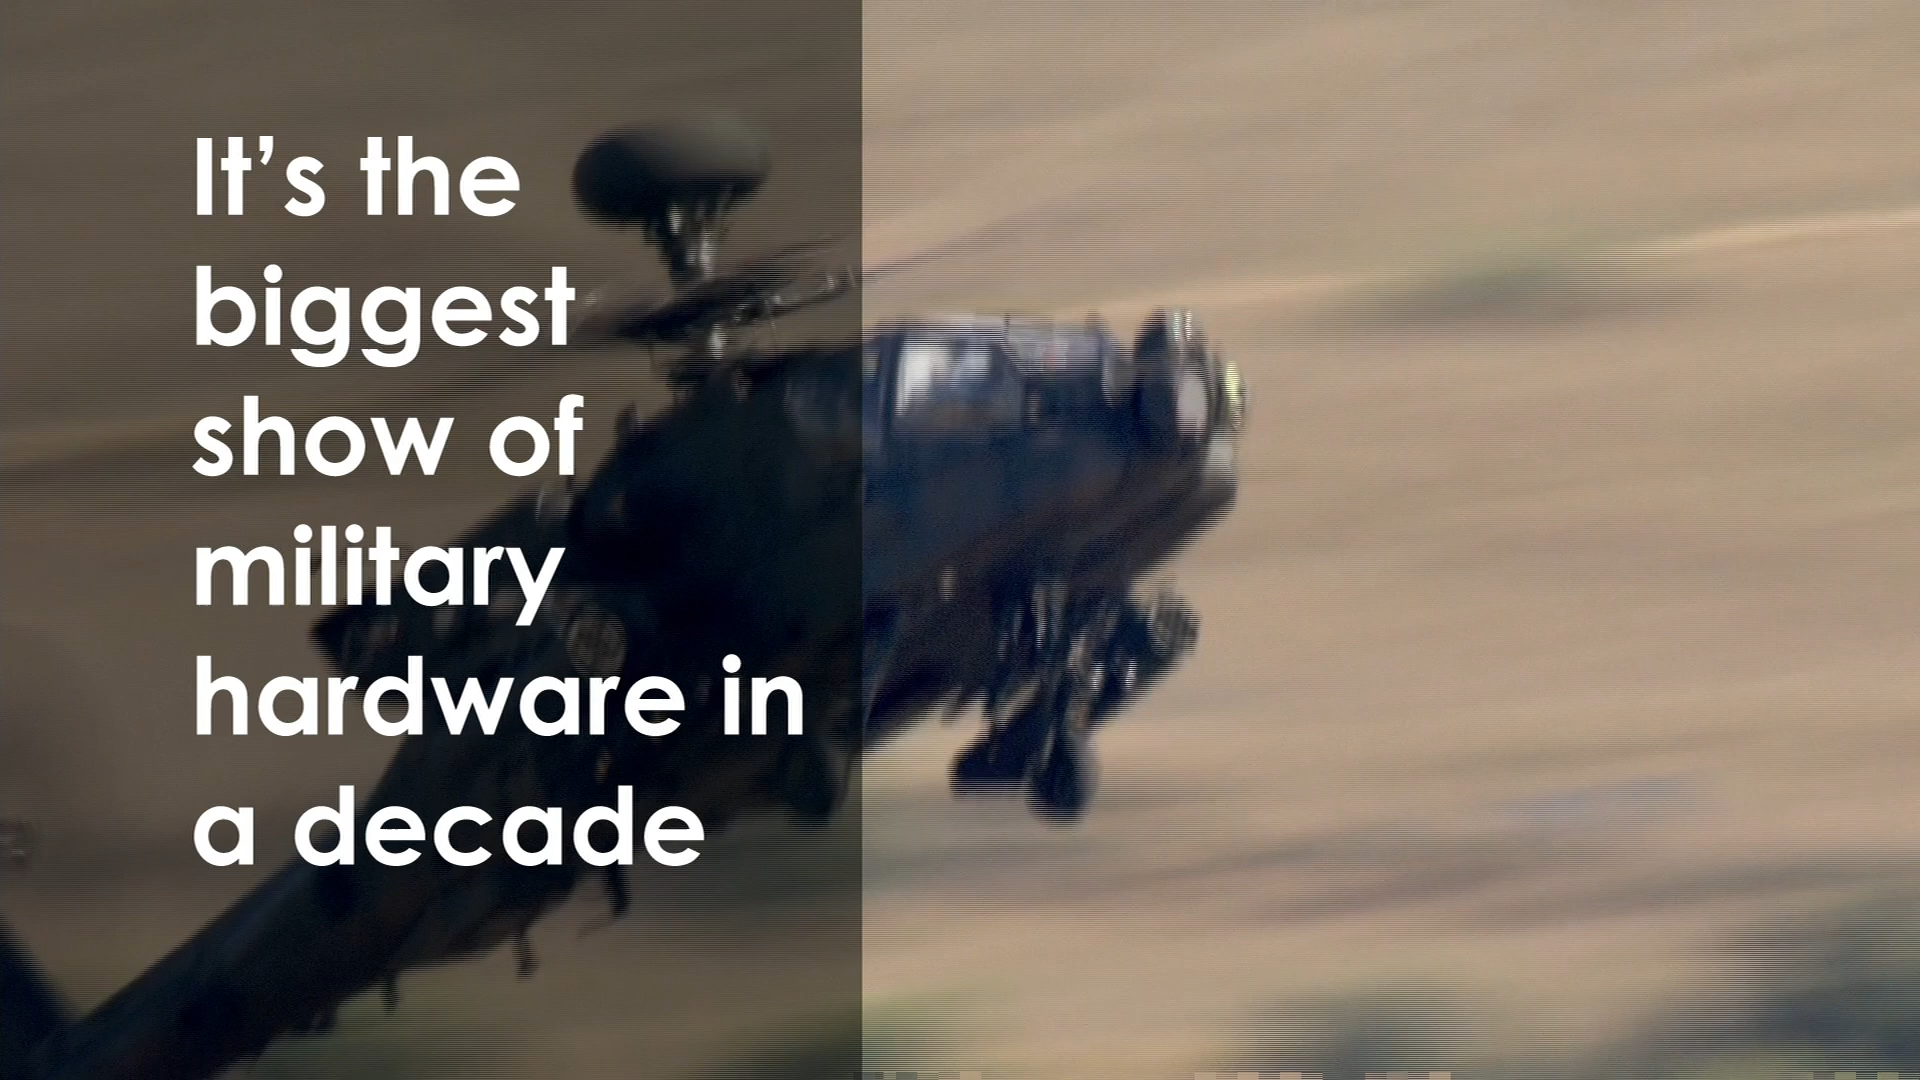 It’s the
biggest
show of
military
hardware in
a decade